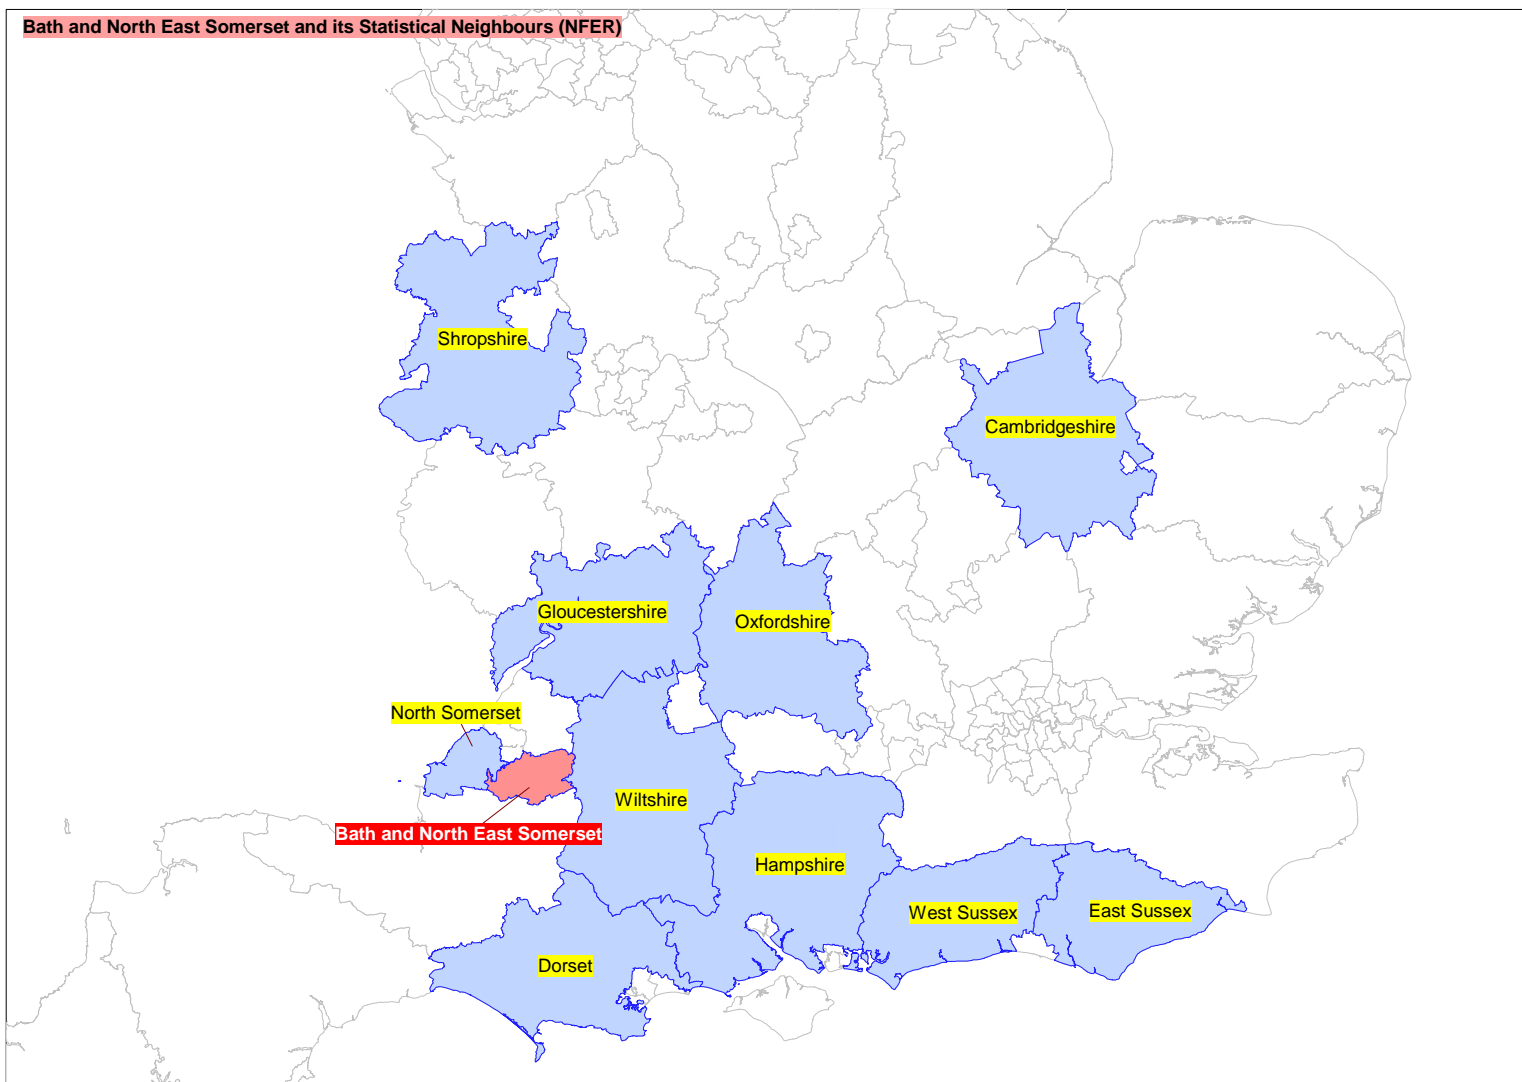 Bath and North East Somerset and its Statistical Neighbours (NFER)
Shropshire
Cambridgeshire
Gloucestershire
Oxfordshire
North Somerset
Wiltshire
Bath and North East Somerset
Hampshire
West Sussex
East Sussex
Dorset